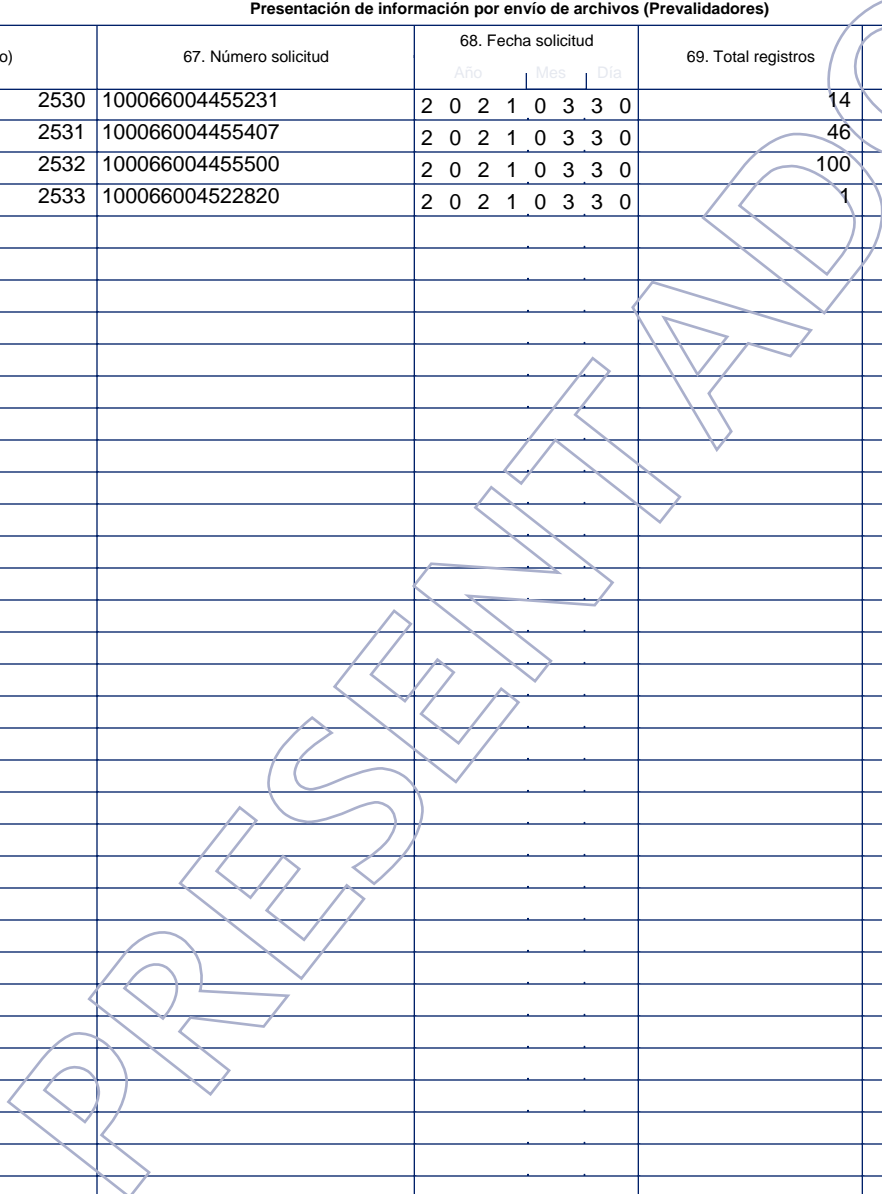 Presentación de información por envío de archivos (Prevalidadores)
o) 67. Número solicitud 68. Fecha solicitud 69. Total registros
Año Mes Día
2530 100066004455231 2 0 2 1 0 3 3 0 14
2531 100066004455407 2 0 2 1 0 3 3 0 46
2532 100066004455500 2 0 2 1 0 3 3 0 100
2533 100066004522820 2 0 2 1 0 3 3 0 1
PRESENTADO